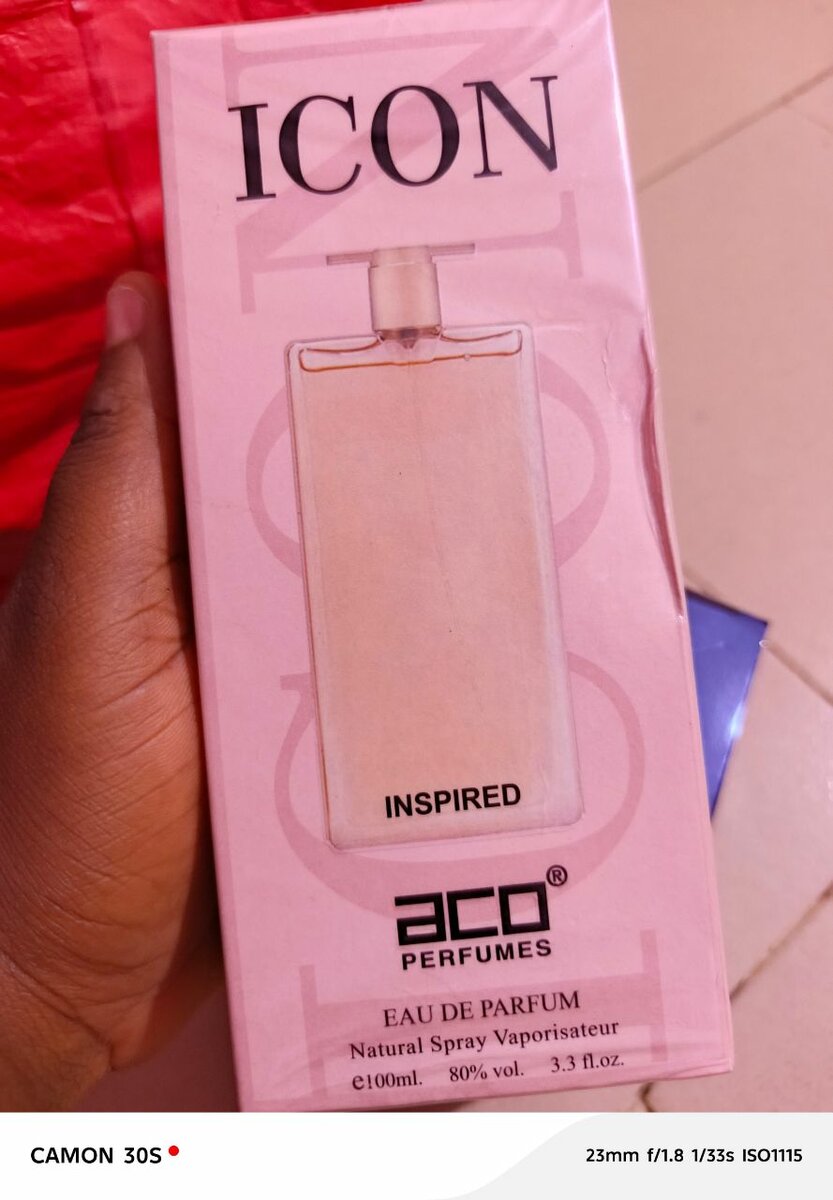 ICON
INSPIRED
aco®
PERFUMES
EAU DE PARFUM
Natural Spray Vaporisateur
e100ml. 80% vol. 3.3 fl.oz.
CAMON 30S 23mm f/1.8 1/33s ISO1115